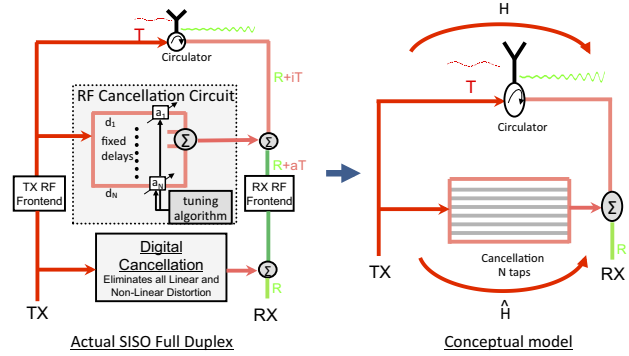 T
Circulator
R+iT
RF Cancellation Circuit
d1
a1
fixed
delays
Σ
Σ
R+aT
TX RF
Frontend
dN
aN
tuning
algorithm
RX RF
Frontend
Digital
Cancellation
Eliminates all Linear and
Non-Linear Distortion
Σ
R
TX
RX
Actual SISO Full Duplex
H
T
Circulator
Σ
Cancellation
N taps
R
TX
RX
Ĥ
Conceptual model